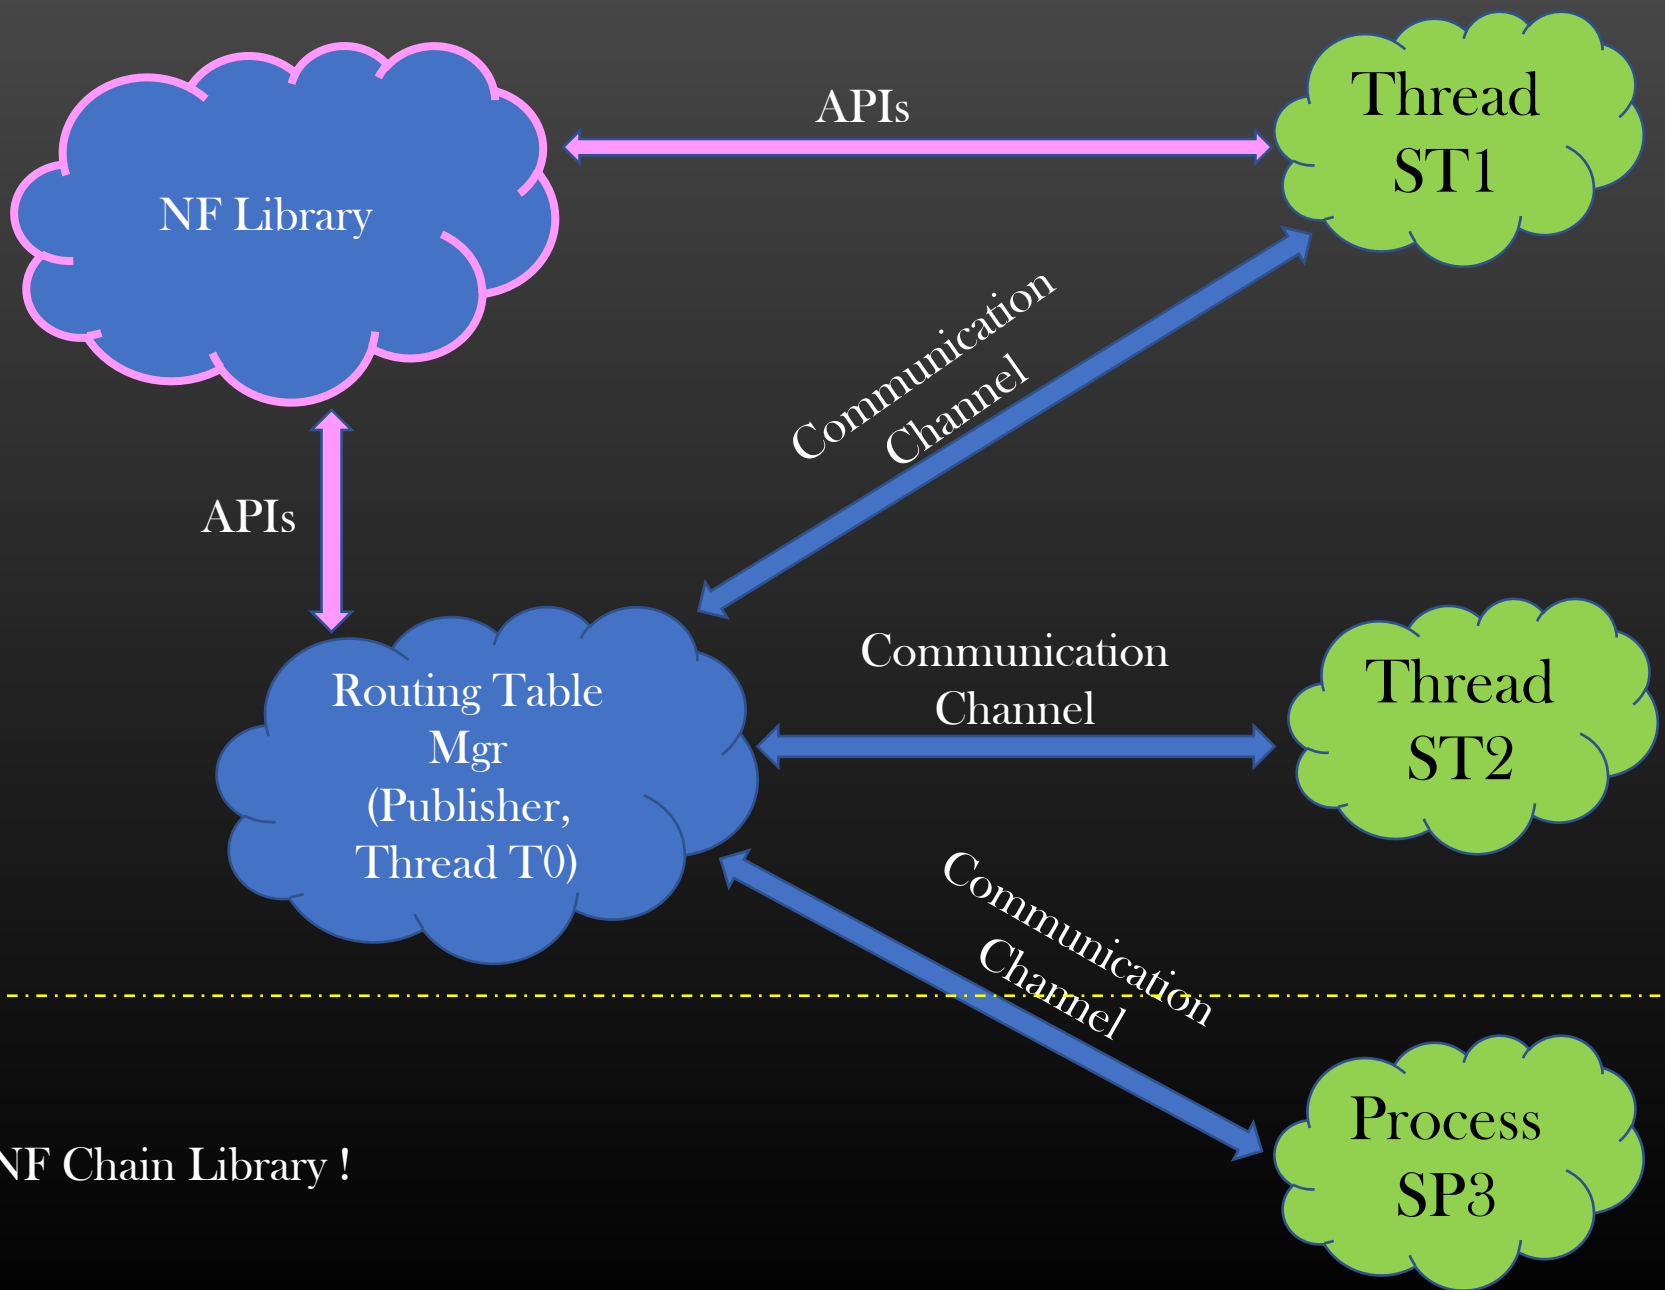 NF Library
APIs
Thread
ST1
Communication
Channel
APIs
Routing Table
Mgr
(Publisher,
Thread T0)
Communication
Channel
Thread
ST2
Communication
Channel
NF Chain Library !
Process
SP3